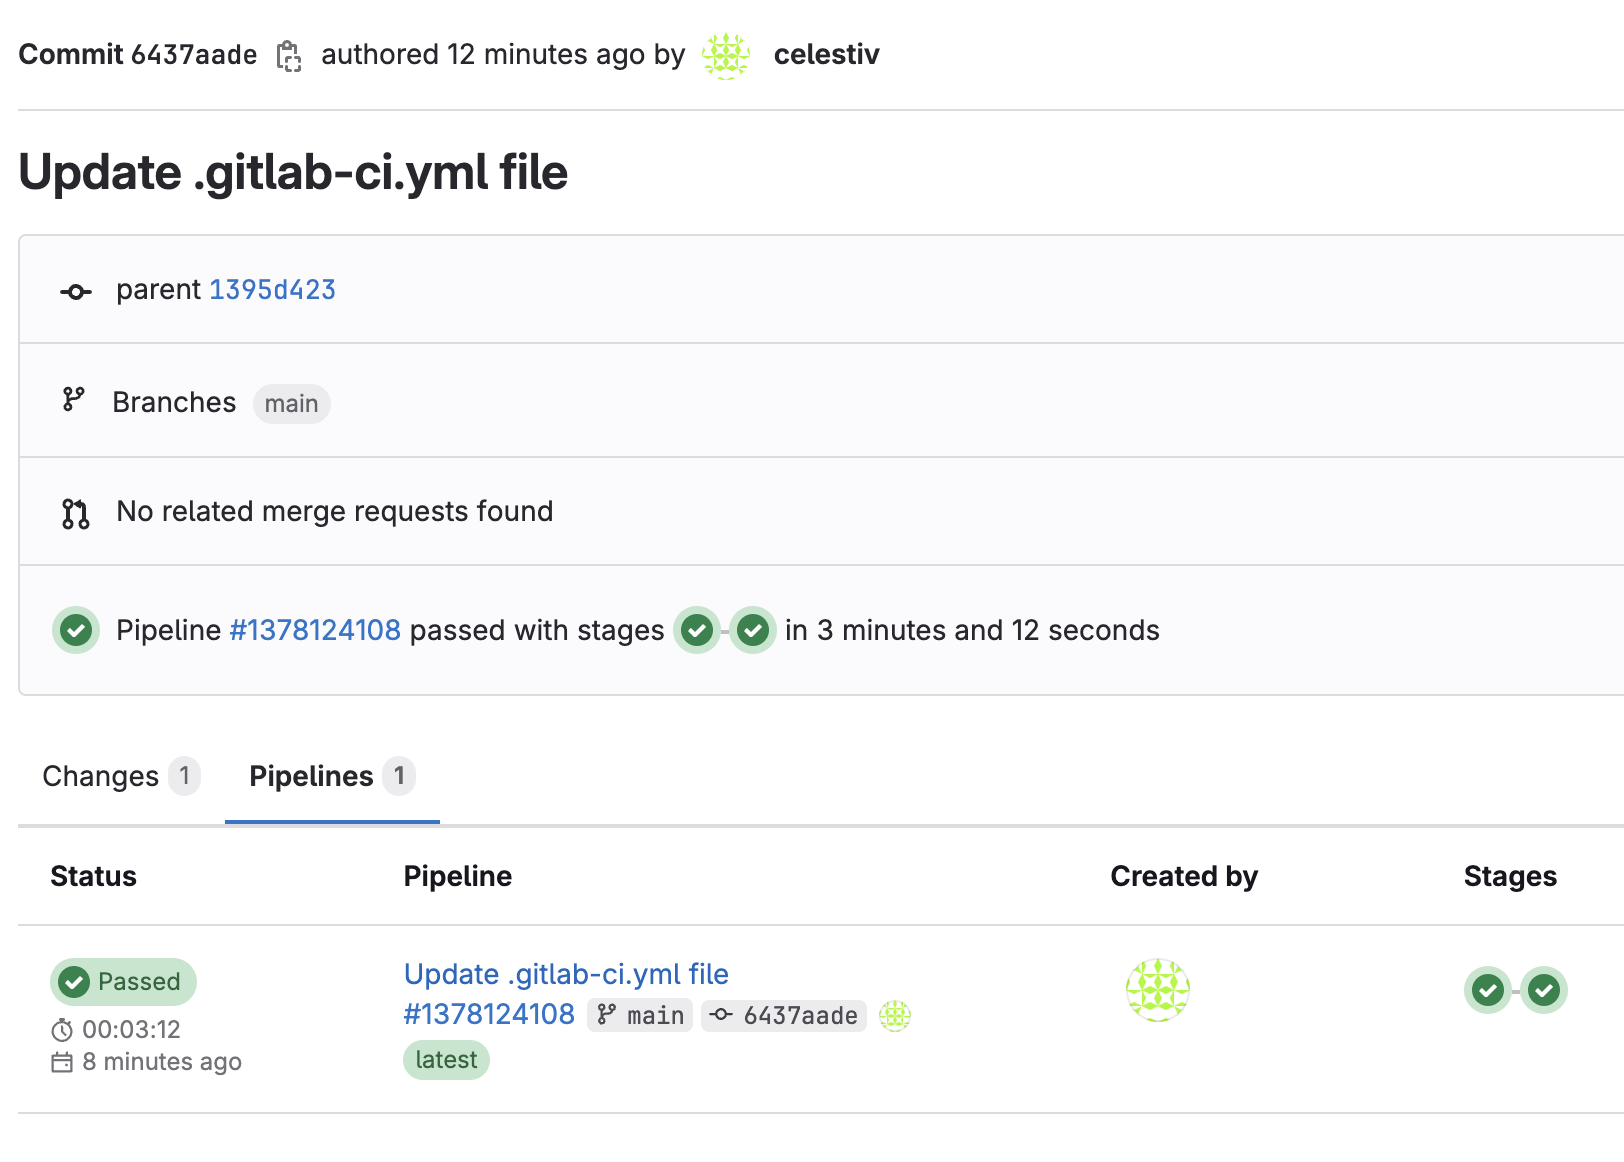 Commit 6437aade authored 12 minutes ago by celestiv
Update .gitlab-ci.yml file
parent 1395d423
Branches main
No related merge requests found
Pipeline #1378124108 passed with stages in 3 minutes and 12 seconds
Changes 1 Pipelines 1
Status Pipeline Created by Stages
Passed
00:03:12
8 minutes ago
Update .gitlab-ci.yml file
#1378124108 main 6437aade
latest